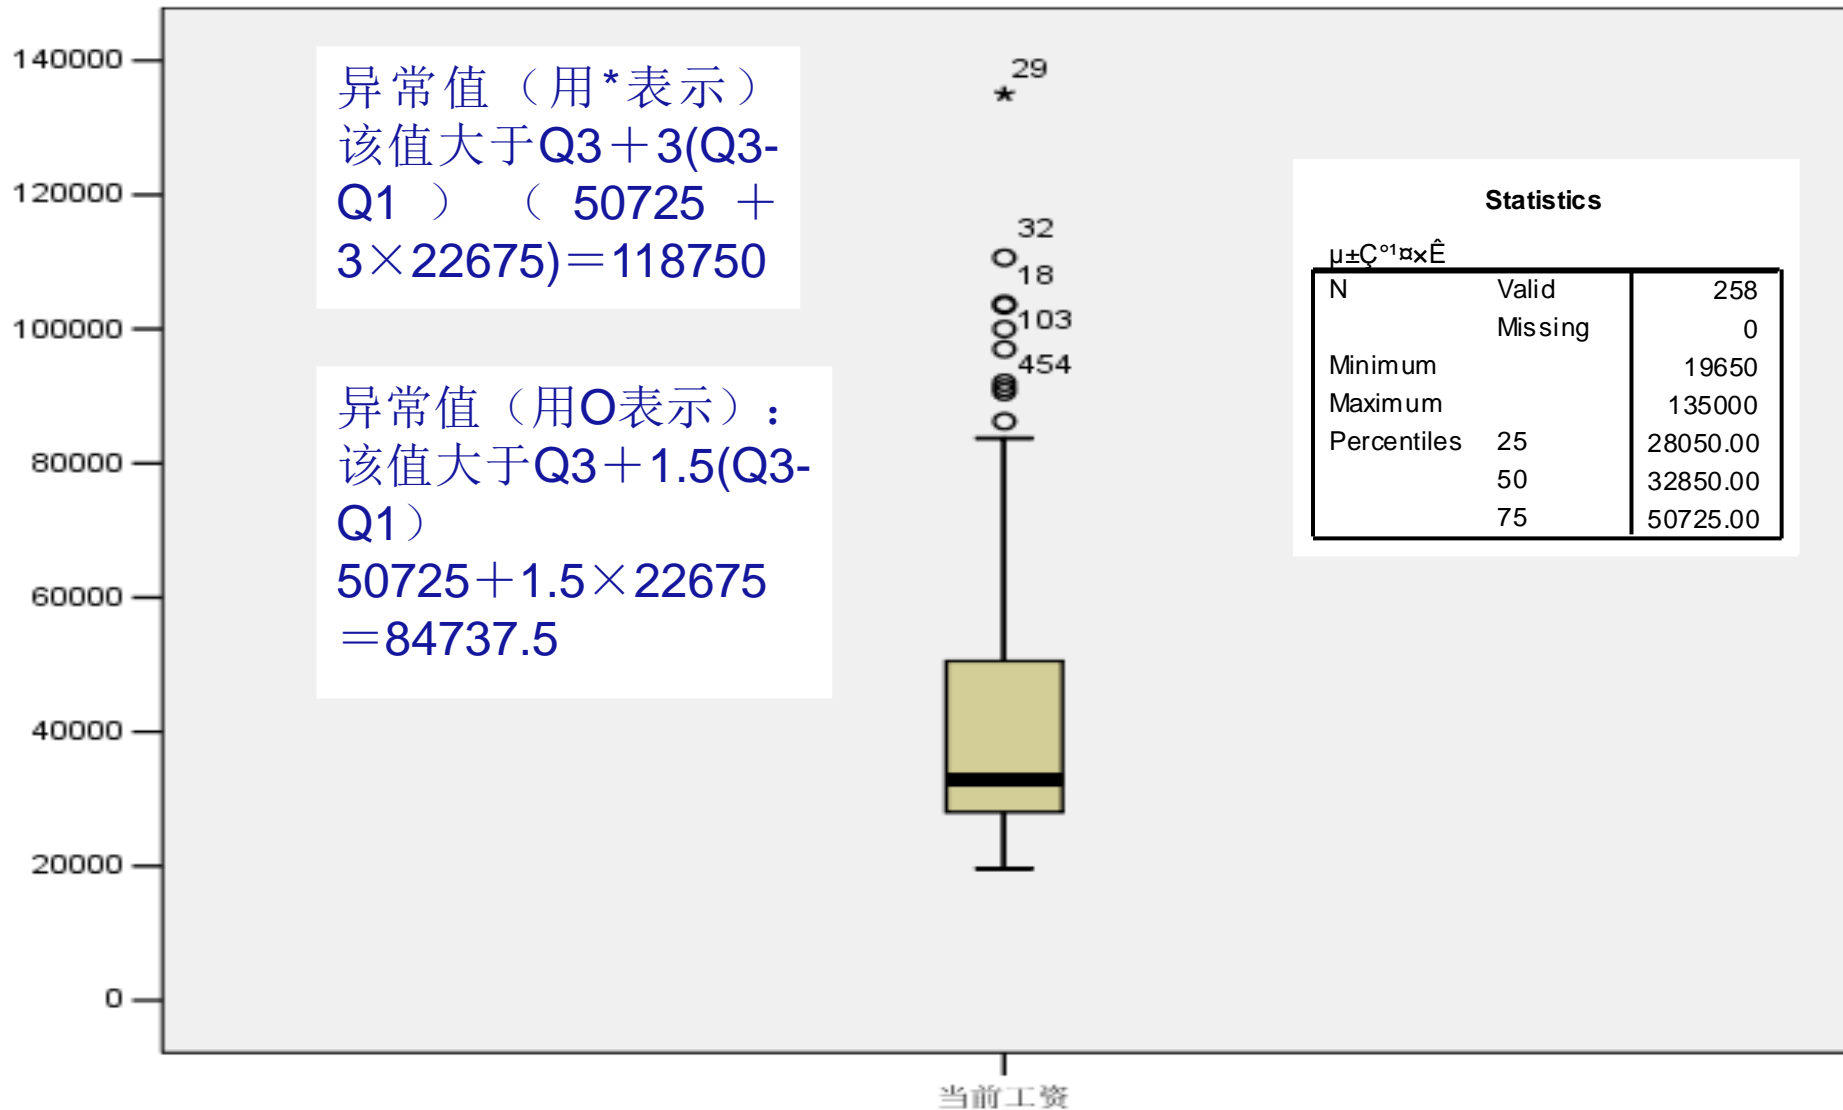 140000
120000
100000
80000
60000
40000
20000
0
异常值（用*表示）
该值大于Q3＋3(Q3-
Q1）（50725＋
3×22675)＝118750
异常值（用O表示）：
该值大于Q3＋1.5(Q3-
Q1）
50725＋1.5×22675
＝84737.5
29
*
32
18
103
454
Statistics
µ±Ç°¹¤×Ê
N Valid 258
Missing 0
Minimum 19650
Maximum 135000
Percentiles 25 28050.00
50 32850.00
75 50725.00
当前工资